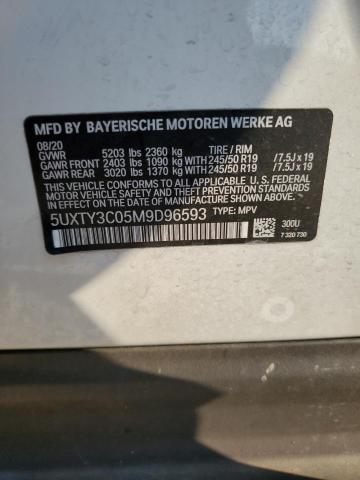 MFD BY BAYERISCHE MOTOREN WERKE AG
08/20
GVWR 5203 lbs 2360 kg TIRE / RIM
GAWR FRONT 2403 lbs 1090 kg WITH 245/50 R19 /7.5J x 19
GAWR REAR 3020 lbs 1370 kg WITH 245/50 R19 /7.5J x 19
THIS VEHICLE CONFORMS TO ALL APPLICABLE
U.S. FEDERAL MOTOR VEHICLE SAFETY, BUMPER,
AND THEFT PREVENTION STANDARDS IN EFFECT
ON THE DATE OF MANUFACTURE SHOWN ABOVE.
5UXTY3C05M9D96593 TYPE: MPV
300U
7 320 730